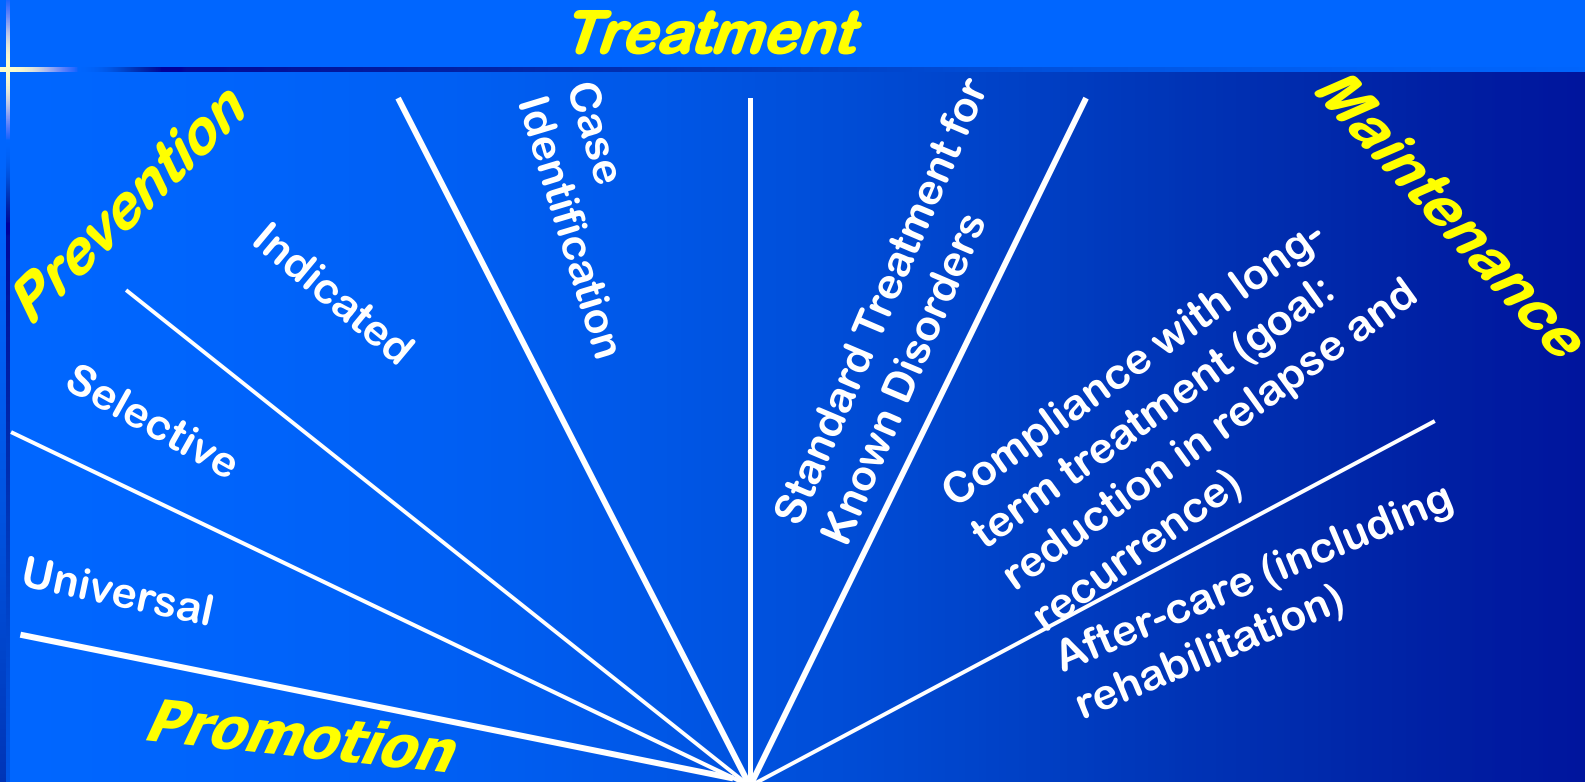 Treatment
Prevention
Maintenance
Promotion
Universal
Selective
Indicated
Case
Identification
Standard Treatment for
Known Disorders
Compliance with long-
term treatment (goal:
reduction in relapse and
recurrence)
After-care (including
rehabilitation)